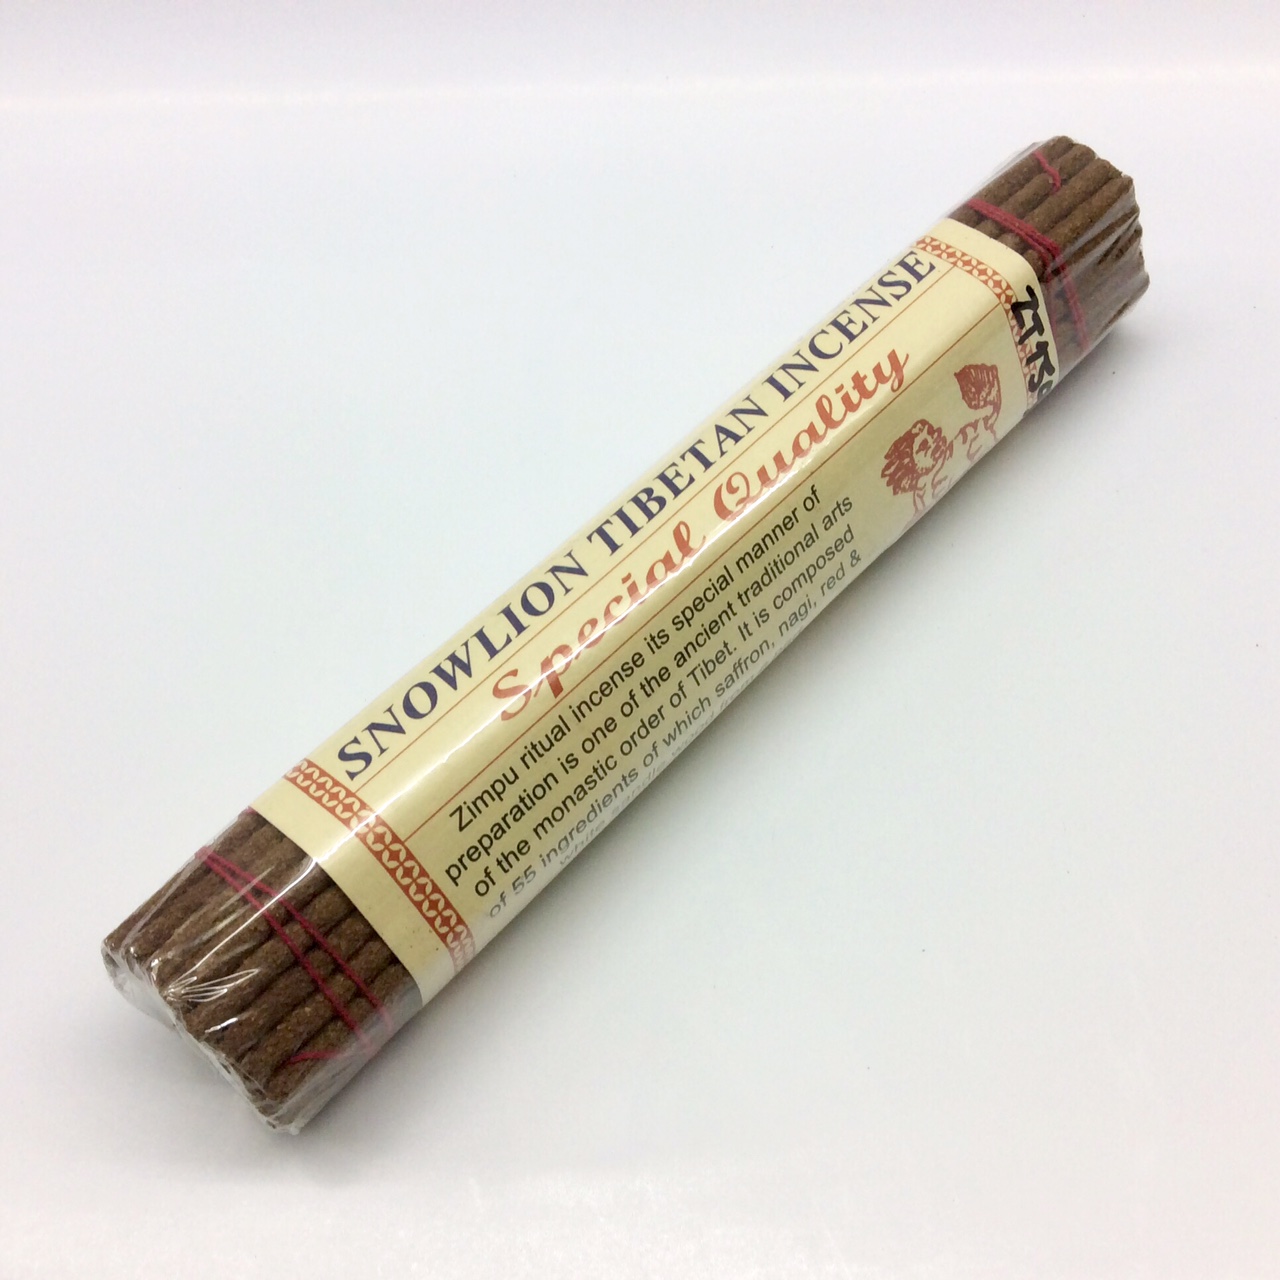 SNOWLION TIBETAN INCENSE
Special Quality
Zimpu ritual incense its special manner of
preparation is one of the ancient traditional arts
of the monastic order of Tibet. It is composed
of 55 ingredients of which saffron, nagi, red &
white